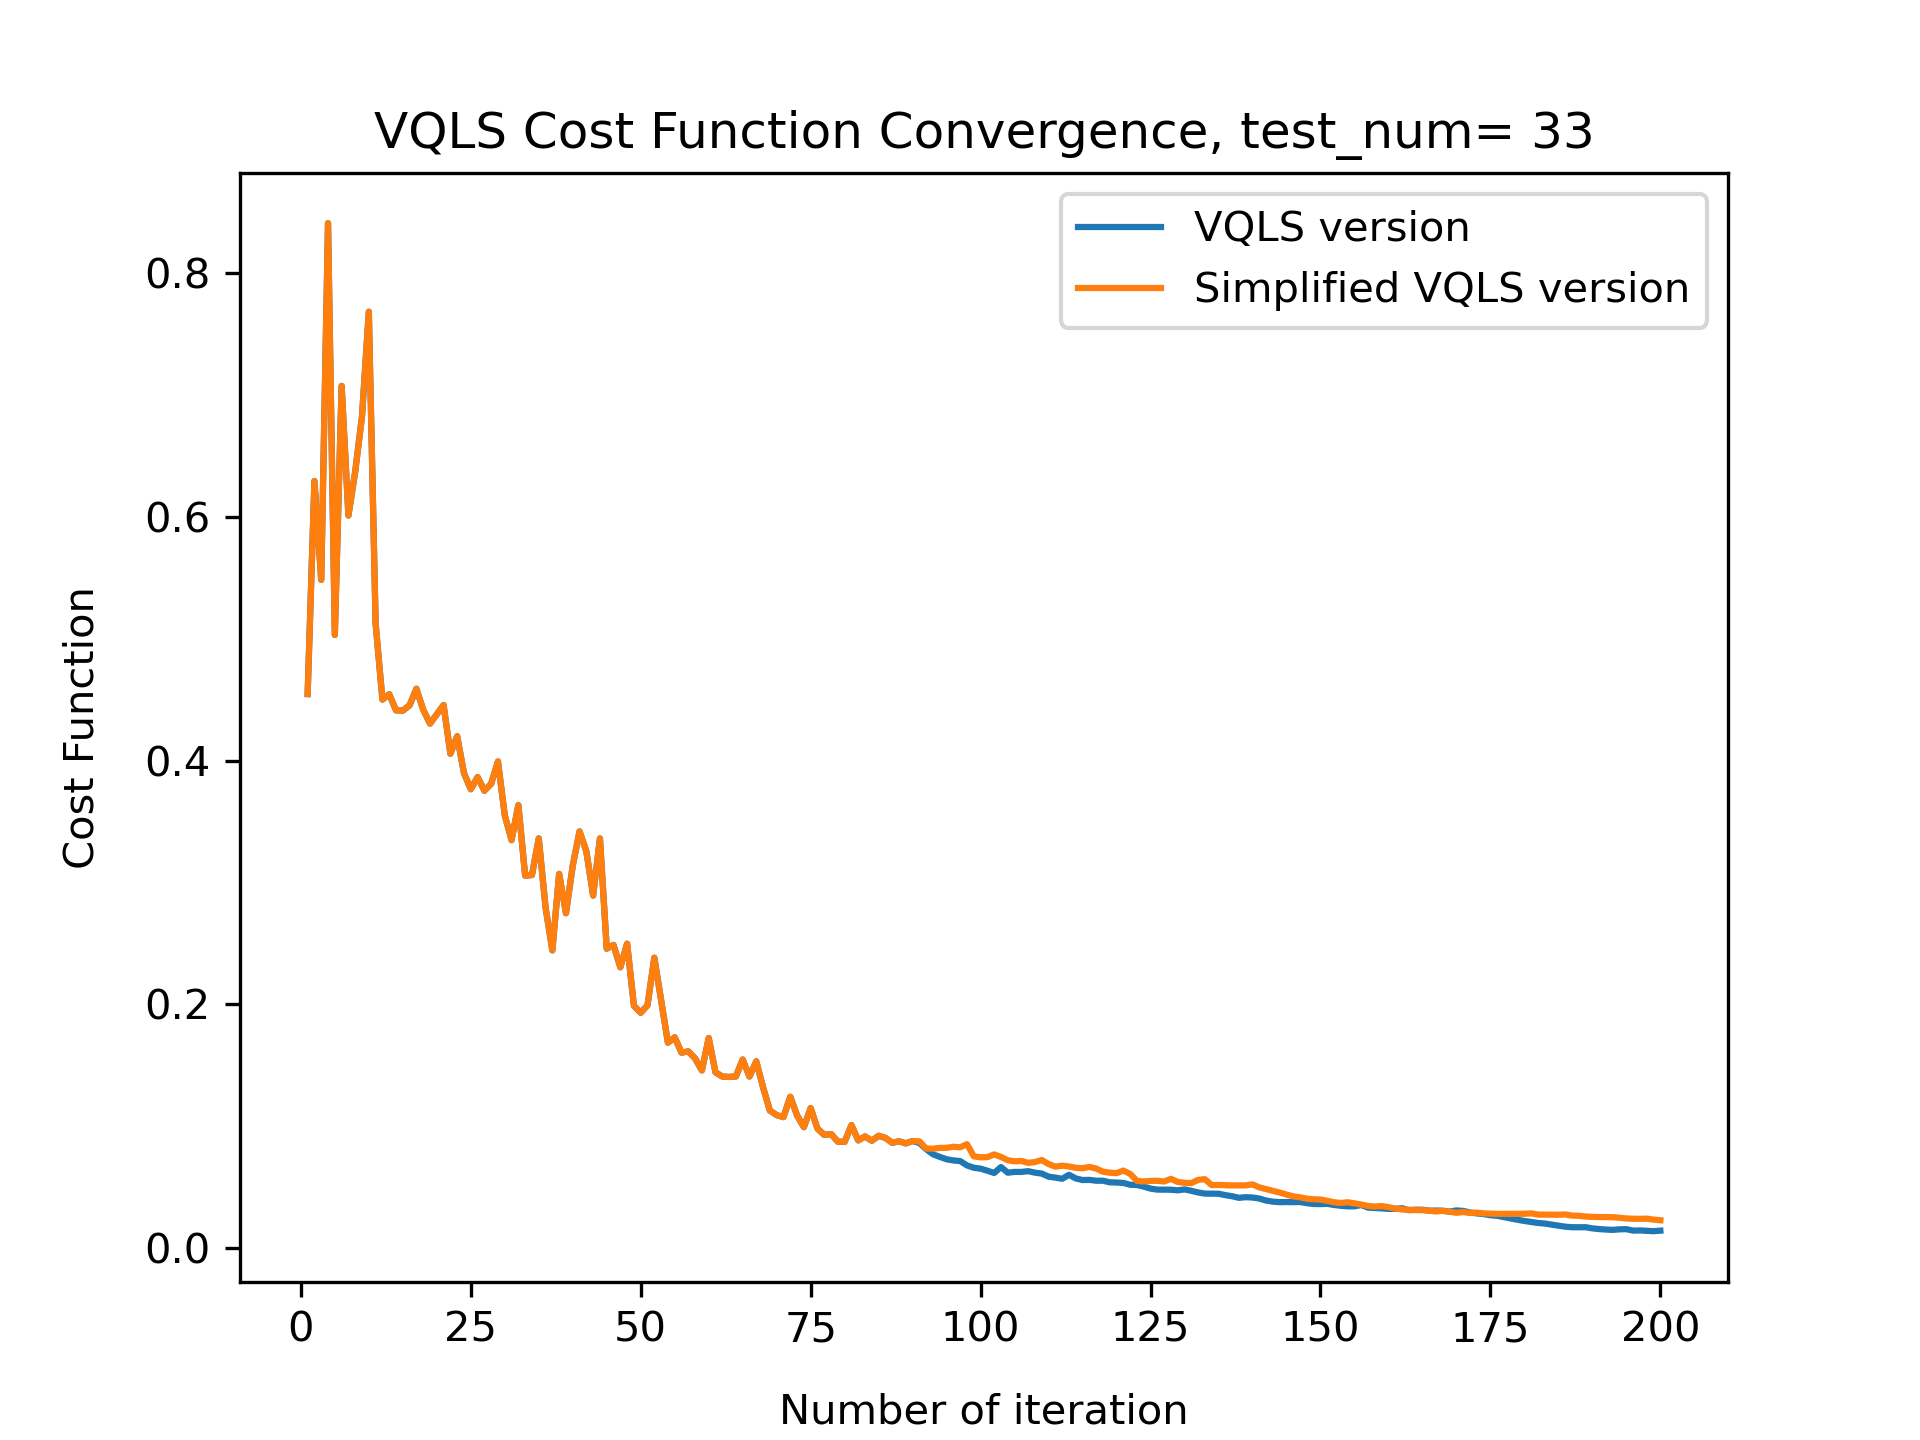 VQLS Cost Function Convergence, test_num= 33
VQLS version
Simplified VQLS version
0.8
0.6
0.4
0.2
0.0
Cost Function
0 25 50 75 100 125 150 175 200
Number of iteration